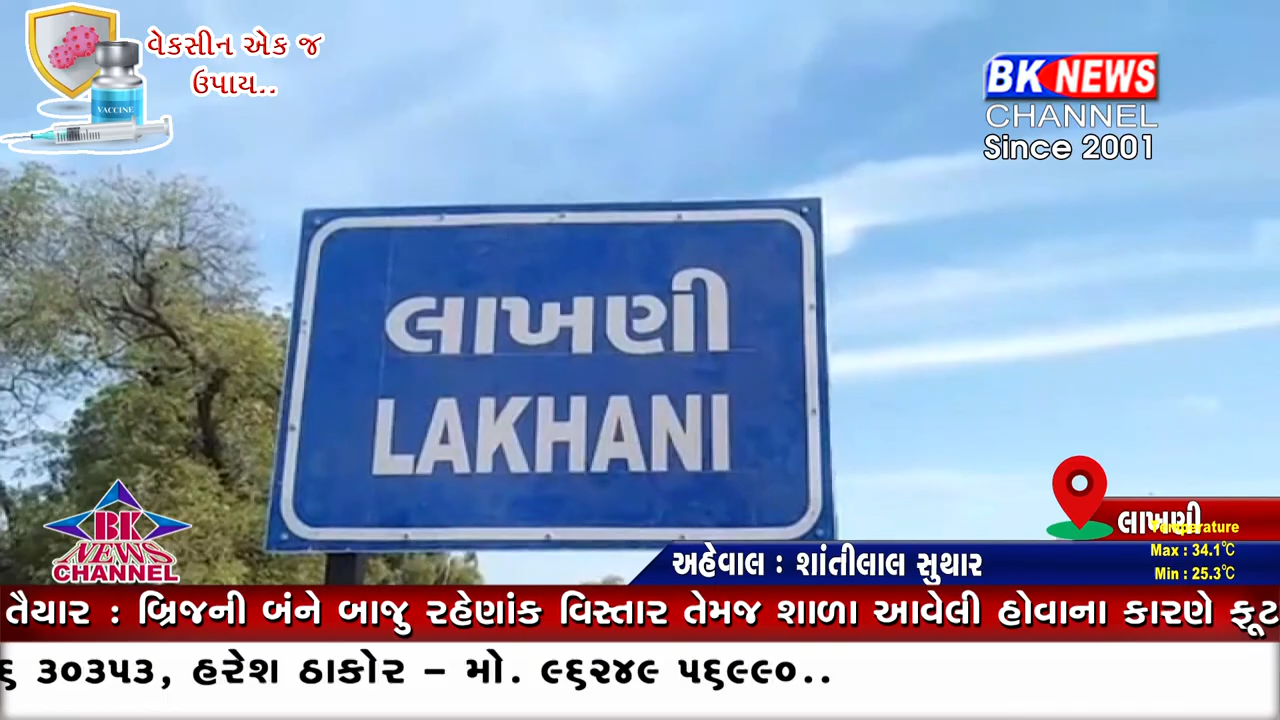 વેકસીન એક જ
ઉપાય..
VACCINE
BK NEWS
CHANNEL
Since 2001
લાખણી
LAKHANI
લાખણી
Temperature
Max : 34.1℃
Min : 25.3℃
BK
NEWS
CHANNEL
અહેવાલ : શાંતીલાલ સુથાર
તૈયાર : બ્રિજની બંને બાજુ રહેણાંક વિસ્તાર તેમજ શાળા આવેલી હોવાના કારણે ફૂટ
૬ ૩૦૩૫૩, હરેશ ઠાકોર – મો. ૯૬૨૪૯ ૫૬૯૯૦..